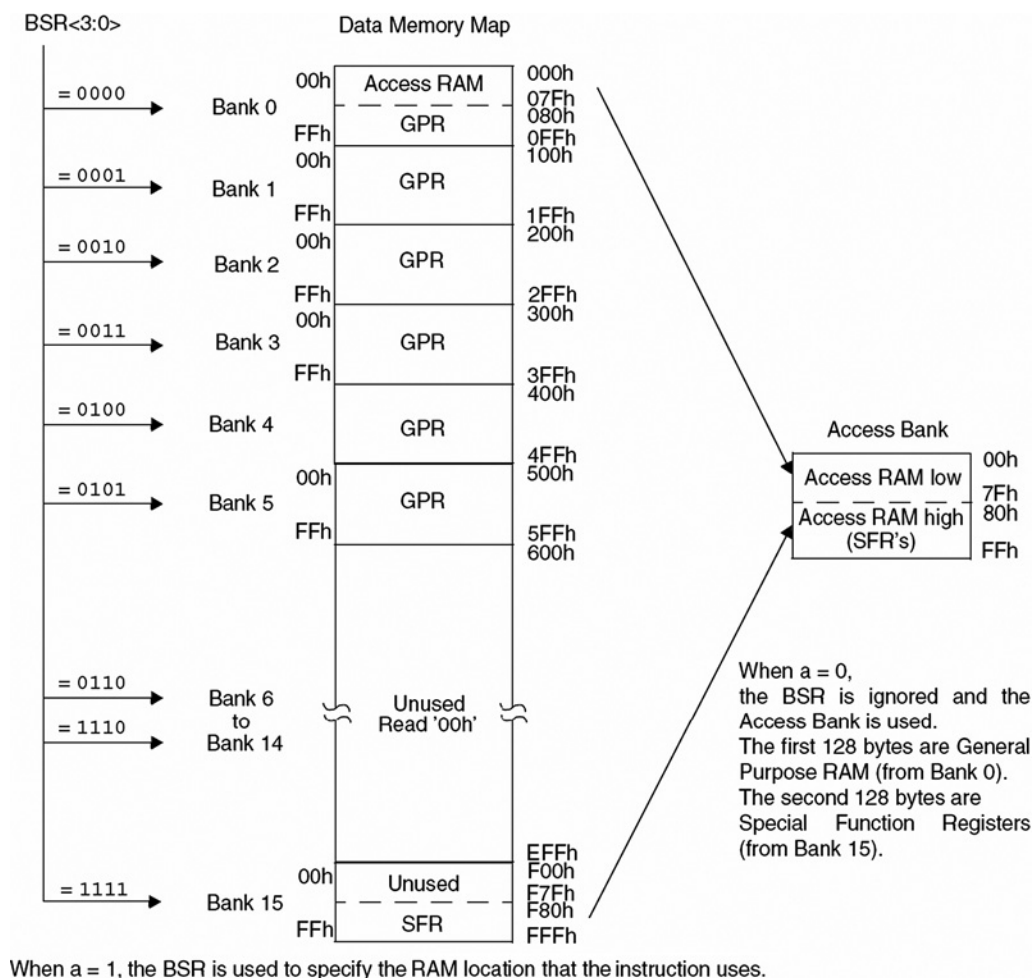 BSR<3:0>
Data Memory Map
= 0000
Bank 0
00h
FFh
Access RAM
GPR
000h
07Fh
080h
0FFh
= 0001
Bank 1
00h
FFh
GPR
100h
1FFh
= 0010
Bank 2
00h
FFh
GPR
200h
2FFh
= 0011
Bank 3
00h
FFh
GPR
300h
3FFh
= 0100
Bank 4
GPR
400h
4FFh
= 0101
Bank 5
00h
FFh
GPR
500h
5FFh
600h
= 0110
= 1110
Bank 6
to
Bank 14
Unused
Read '00h'
EFFh
= 1111
Bank 15
00h
FFh
Unused
SFR
F00h
F7Fh
F80h
FFFh
Access Bank
Access RAM low
Access RAM high
(SFR's)
00h
7Fh
80h
FFh
When a = 0,
the BSR is ignored and the
Access Bank is used.
The first 128 bytes are General
Purpose RAM (from Bank 0).
The second 128 bytes are
Special Function Registers
(from Bank 15).
When a = 1, the BSR is used to specify the RAM location that the instruction uses.